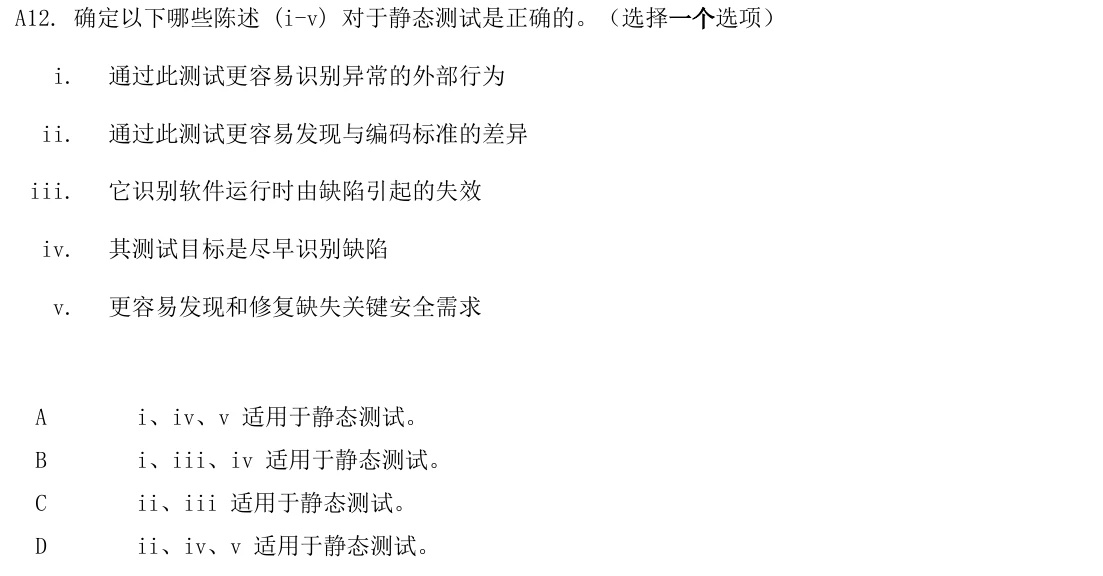 A12. 确定以下哪些陈述 (i-v) 对于静态测试是正确的。（选择一个选项）
i. 通过此测试更容易识别异常的外部行为
ii. 通过此测试更容易发现与编码标准的差异
iii. 它识别软件运行时由缺陷引起的失效
iv. 其测试目标是尽早识别缺陷
v. 更容易发现和修复缺失关键安全需求
A i、iv、v 适用于静态测试。
B i、iii、iv 适用于静态测试。
C ii、iii 适用于静态测试。
D ii、iv、v 适用于静态测试。